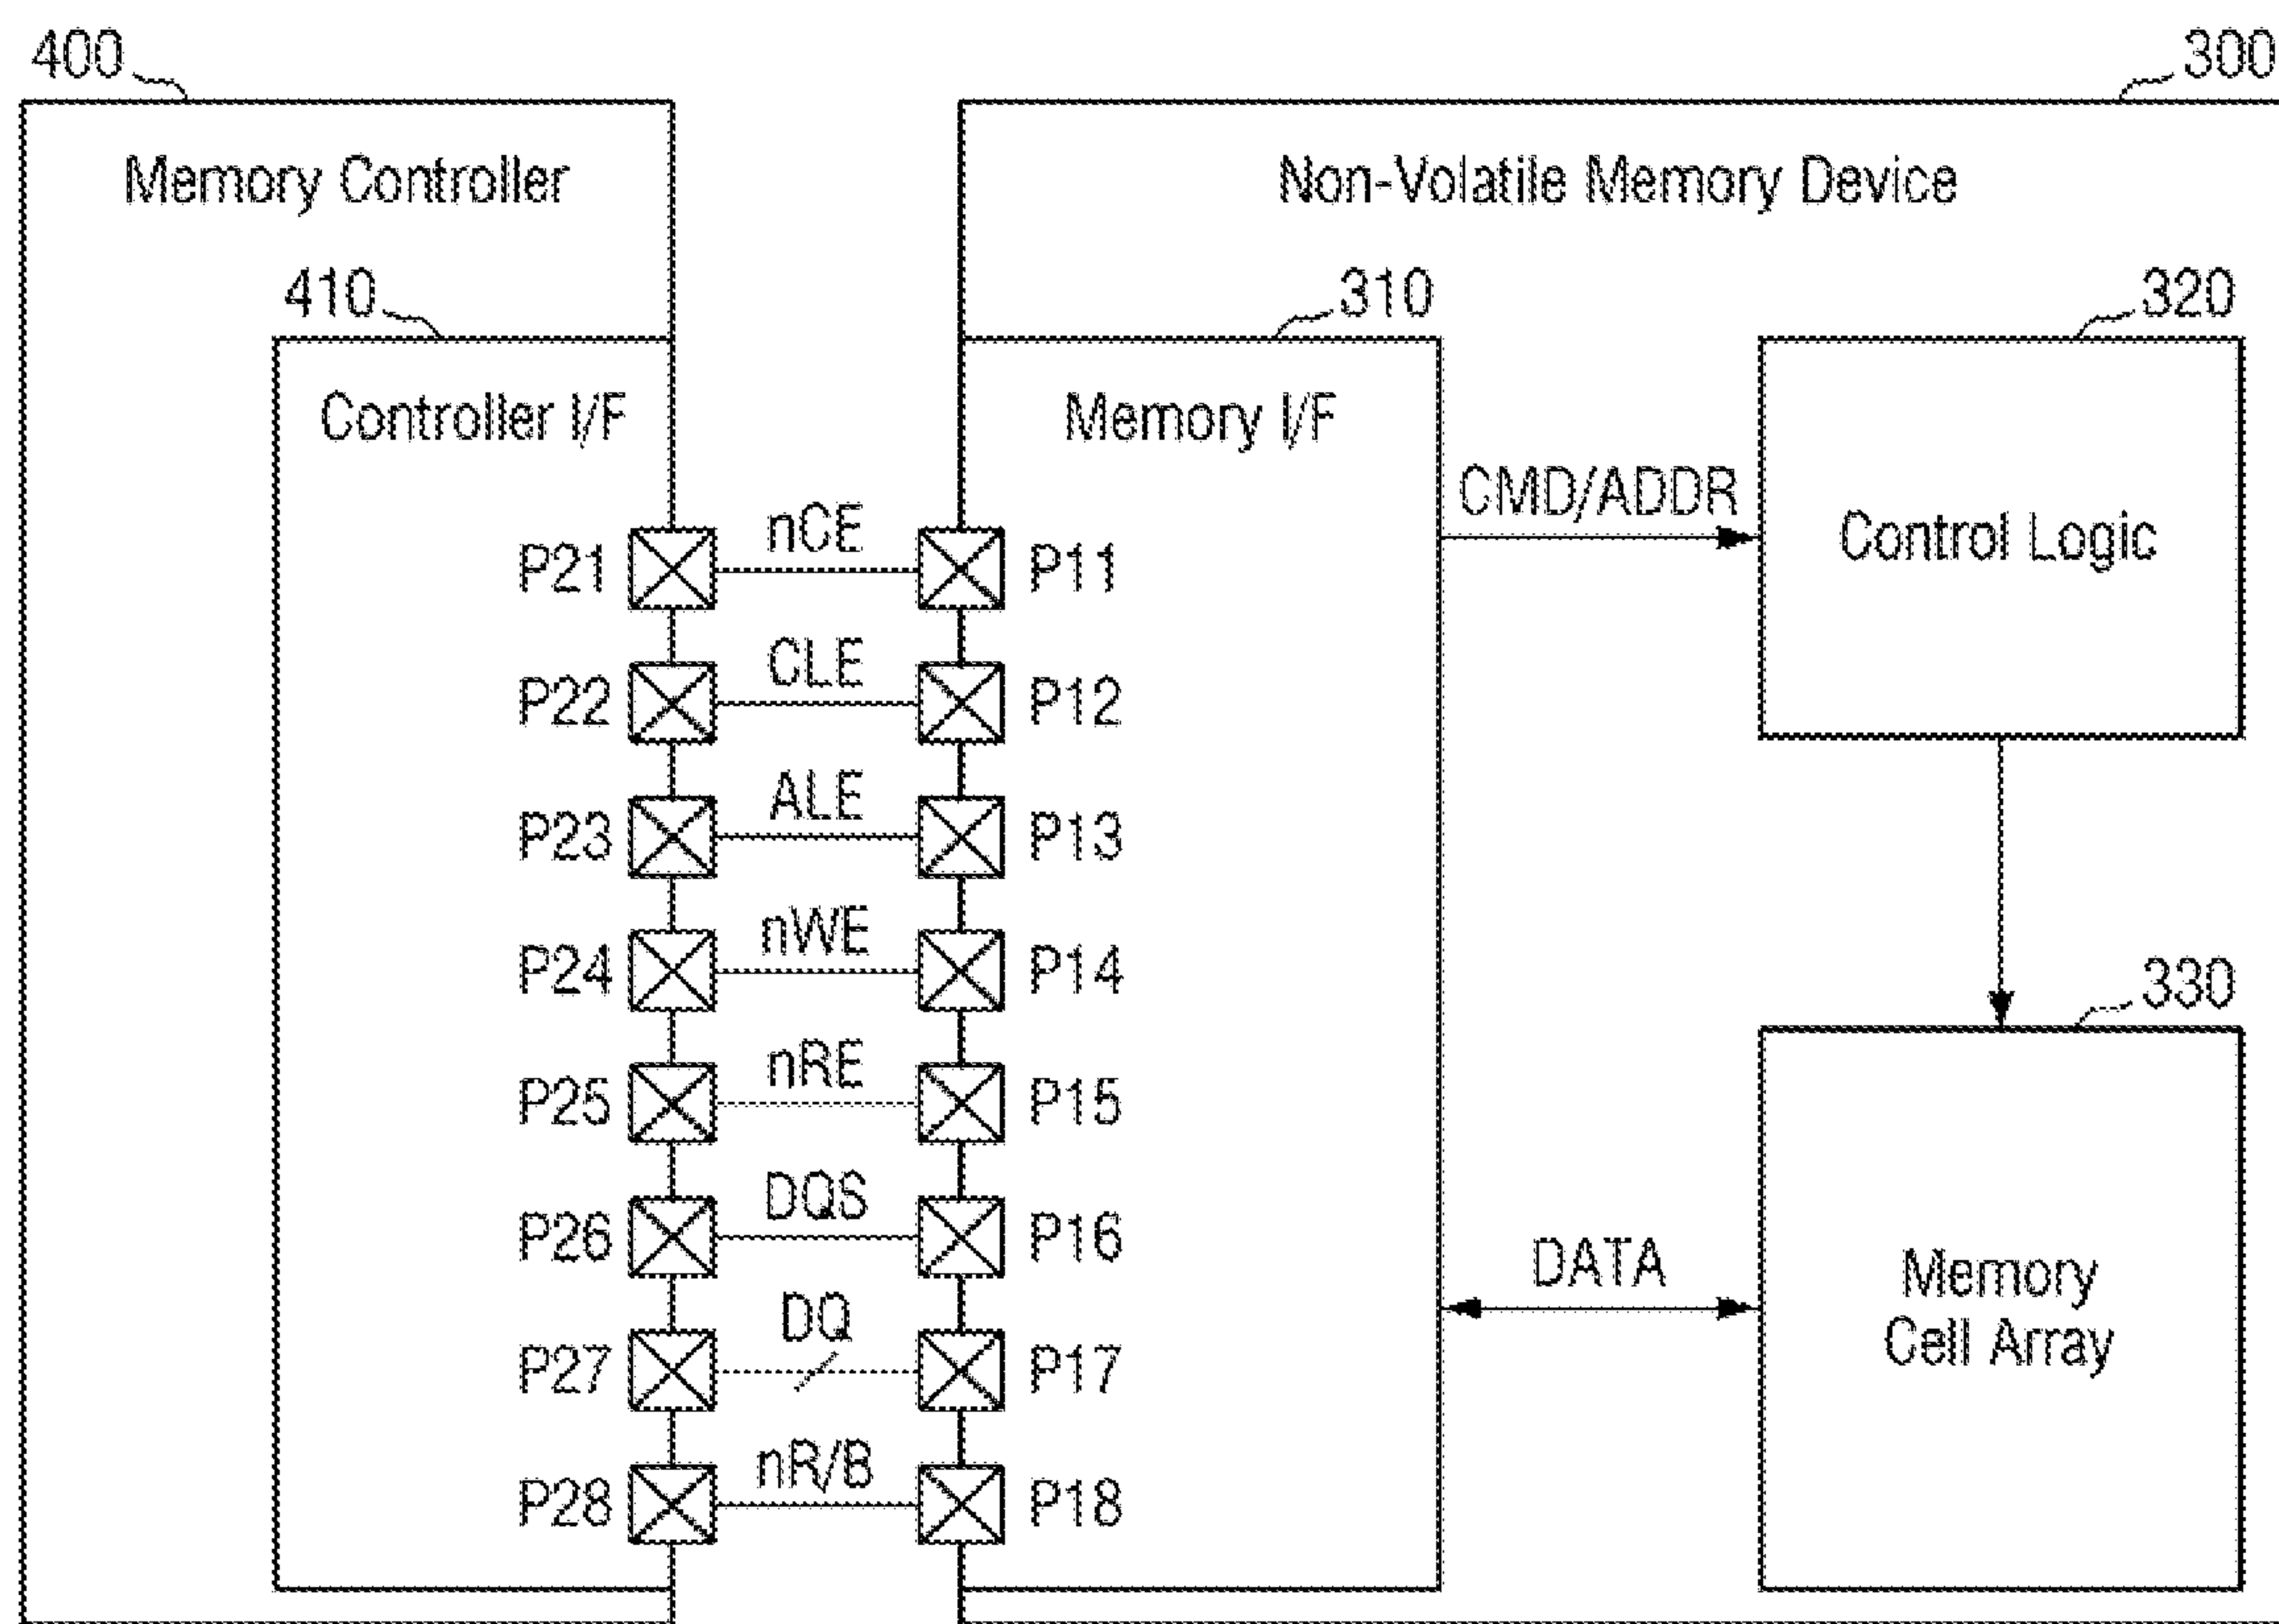 400
300
Memory Controller
Non-Volatile Memory Device
410
310
320
Controller I/F
Memory I/F
CMD/ADDR
Control Logic
P21
nCE
P11
P22
CLE
P12
P23
ALE
P13
P24
nWE
P14
330
P25
nRE
P15
P26
DQS
P16
DATA
Memory
Cell Array
P27
DQ
P17
P28
nR/B
P18